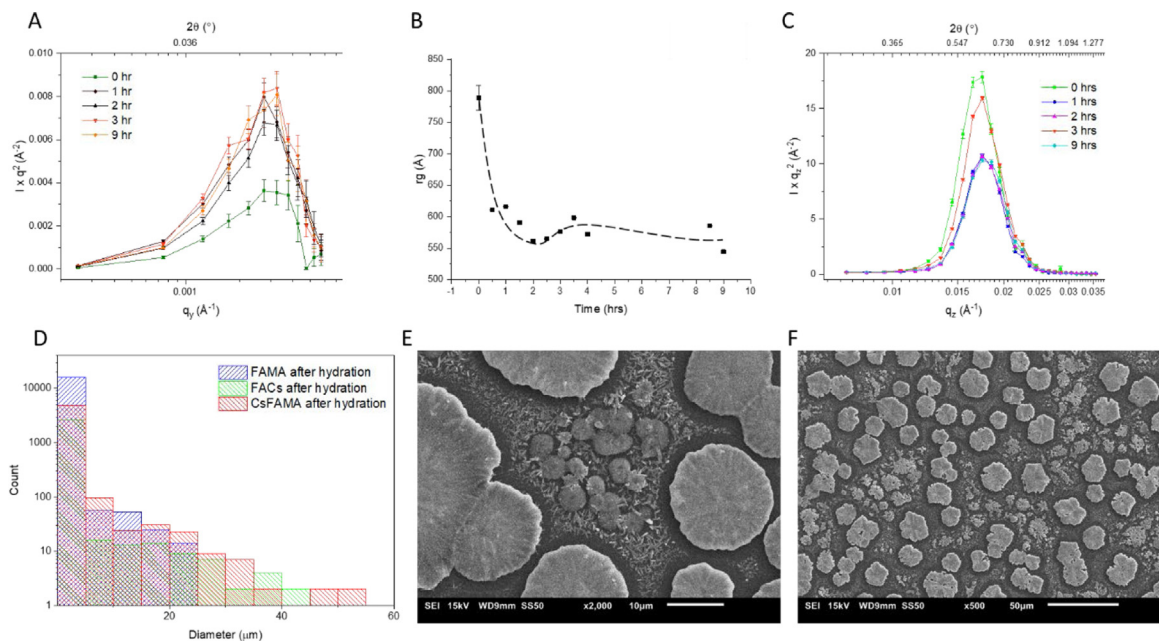 A
2θ (°)
0.036
0.010
0.008
0.006
0.004
0.002
0.000
I x q² (Å⁻²)
0 hr
1 hr
2 hr
3 hr
9 hr
0.001
qy (Å⁻¹)
B
850
800
750
700
650
600
550
500
450
rg (Å)
-1 0 1 2 3 4 5 6 7 8 9 10
Time (hrs)
C
2θ (°)
0.365 0.547 0.730 0.912 1.094 1.277
20
15
10
5
0
I x qz² (Å⁻²)
0 hrs
1 hrs
2 hrs
3 hrs
9 hrs
0.01 0.015 0.02 0.025 0.03 0.035
qz (Å⁻¹)
D
10000
1000
100
10
1
Count
FAMA after hydration
FACs after hydration
CsFAMA after hydration
0 20 40 60
Diameter (μm)
E
SEI 15kV WD9mm SS50 x2,000 10μm
F
SEI 15kV WD9mm SS50 x500 50μm